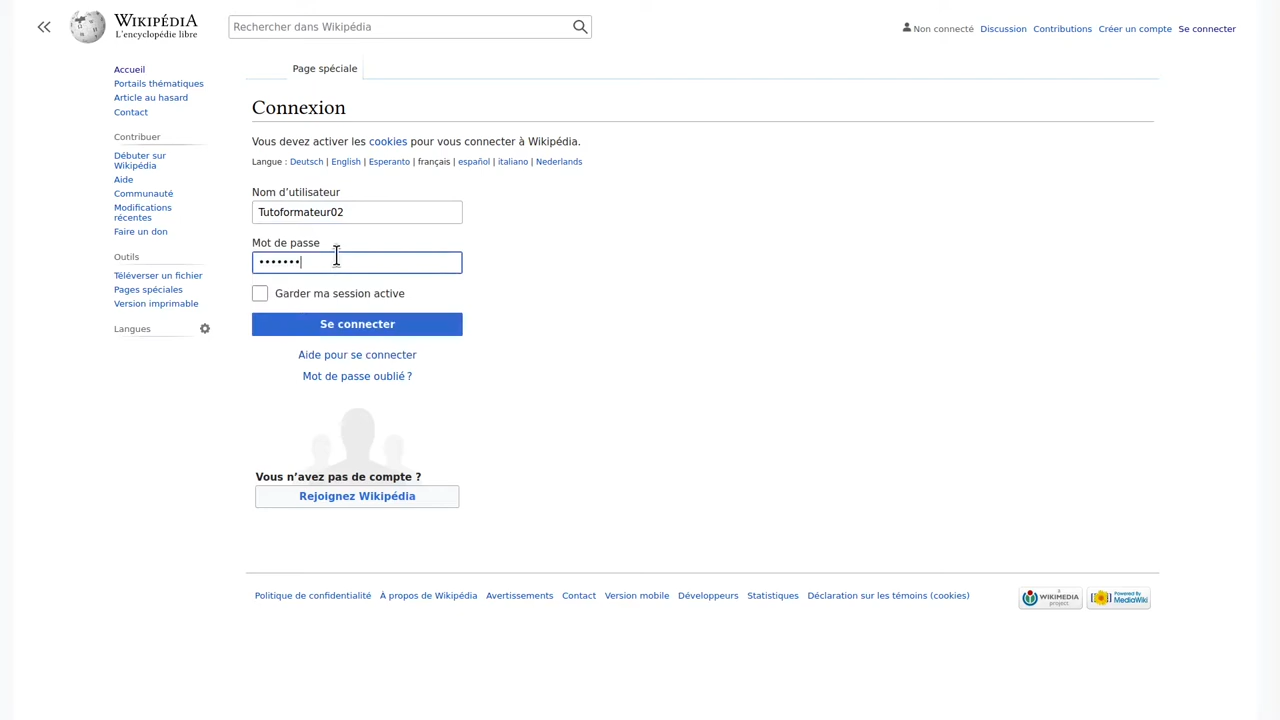 WIKIPÉDIA
L'encyclopédie libre
Rechercher dans Wikipédia
Non connecté Discussion Contributions Créer un compte Se connecter
Accueil
Portails thématiques
Article au hasard
Contact
Contribuer
Débuter sur
Wikipédia
Aide
Communauté
Modifications
récentes
Faire un don
Outils
Téléverser un fichier
Pages spéciales
Version imprimable
Langues
Page spéciale
Connexion
Vous devez activer les cookies pour vous connecter à Wikipédia.
Langue : Deutsch | English | Esperanto | français | español | italiano | Nederlands
Nom d’utilisateur
Tutoformateur02
Mot de passe
•••••••
Garder ma session active
Se connecter
Aide pour se connecter
Mot de passe oublié ?
Vous n’avez pas de compte ?
Rejoignez Wikipédia
Politique de confidentialité À propos de Wikipédia Avertissements Contact Version mobile Développeurs Statistiques Déclaration sur les témoins (cookies)
A
WIKIMEDIA
project
Powered By
MediaWiki